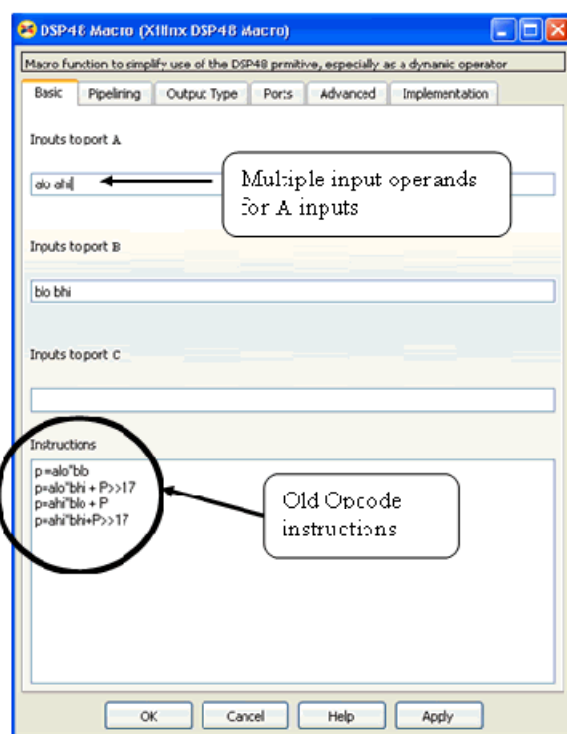 DSP48 Macro (Xilinx DSP48 Macro)
Macro function to simplify use of the DSP48 prmitive, especially as a dynanic operator
Basic Pipelining Output Type Ports Advanced Implementation
Inputs to port A
alo ahi
Multiple input operands
for A inputs
Inputs to port B
blo bhi
Inputs to port C
Instructions
p=alo*blo
p=alo*bhi + P>>17
p=ahi*blo + P
p=ahi*bhi+P>>17
Old Opcode
instructions
OK Cancel Help Apply